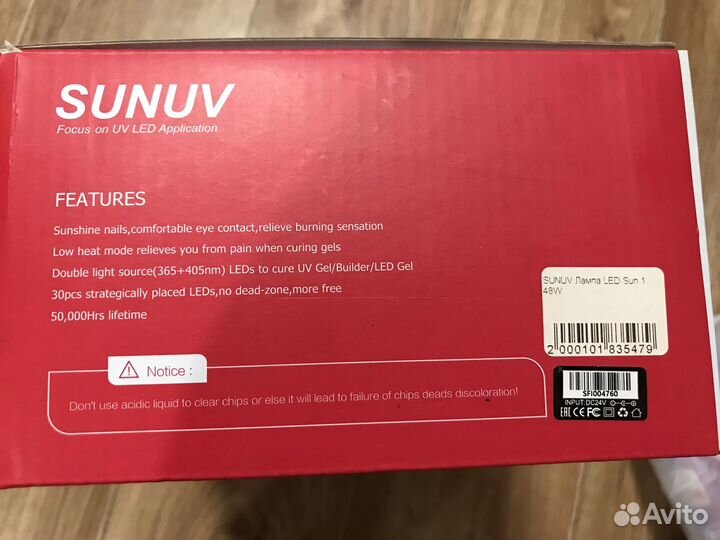 SUNUV
Focus on UV LED Application
FEATURES
Sunshine nails,comfortable eye contact,relieve burning sensation
Low heat mode relieves you from pain when curing gels
Double light source(365+405nm) LEDs to cure UV Gel/Builder/LED Gel
30pcs strategically placed LEDs,no dead-zone,more free
50,000Hrs lifetime
Notice :
Don't use acidic liquid to clear chips or else it will lead to failure of chips deads discoloration!
SUNUV Лампа LED Sun 1
48W
2 000101 835479
SFI004760
INPUT:DC24V
EAC CE FC
Avito